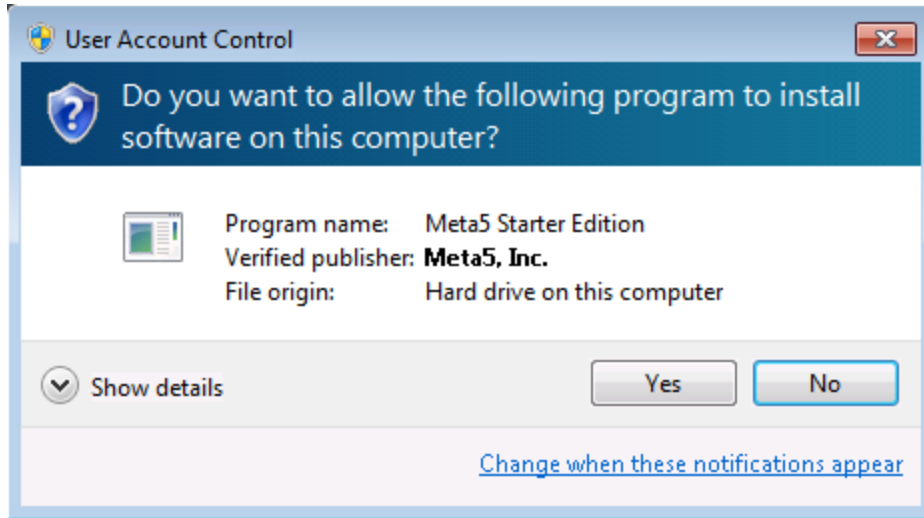 User Account Control
Do you want to allow the following program to install
software on this computer?
Program name: Meta5 Starter Edition
Verified publisher: Meta5, Inc.
File origin: Hard drive on this computer
Show details
Yes
No
Change when these notifications appear